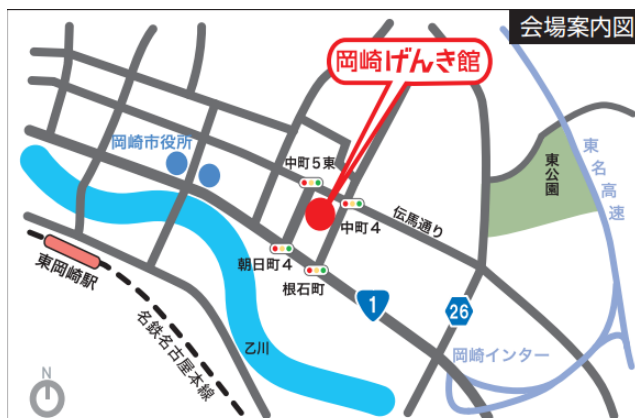 会場案内図
岡崎げんき館
岡崎市役所
中町5東
中町4
伝馬通り
東公園
東名高速
朝日町4
根石町
東岡崎駅
名鉄名古屋本線
乙川
1
26
岡崎インター
N